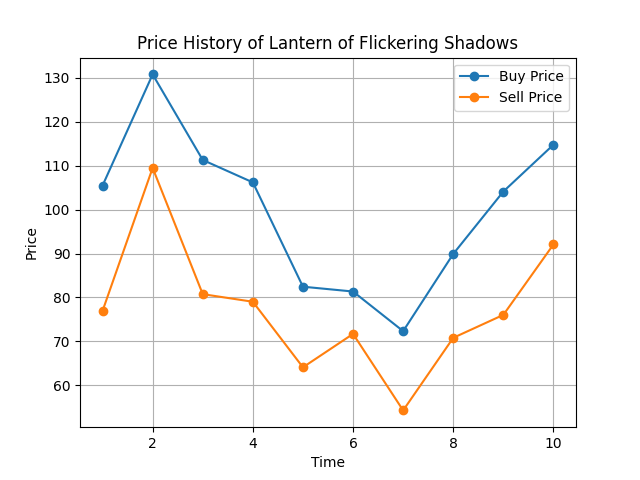 Price History of Lantern of Flickering Shadows
Buy Price
Sell Price
Price
130
120
110
100
90
80
70
60
2
4
6
8
10
Time